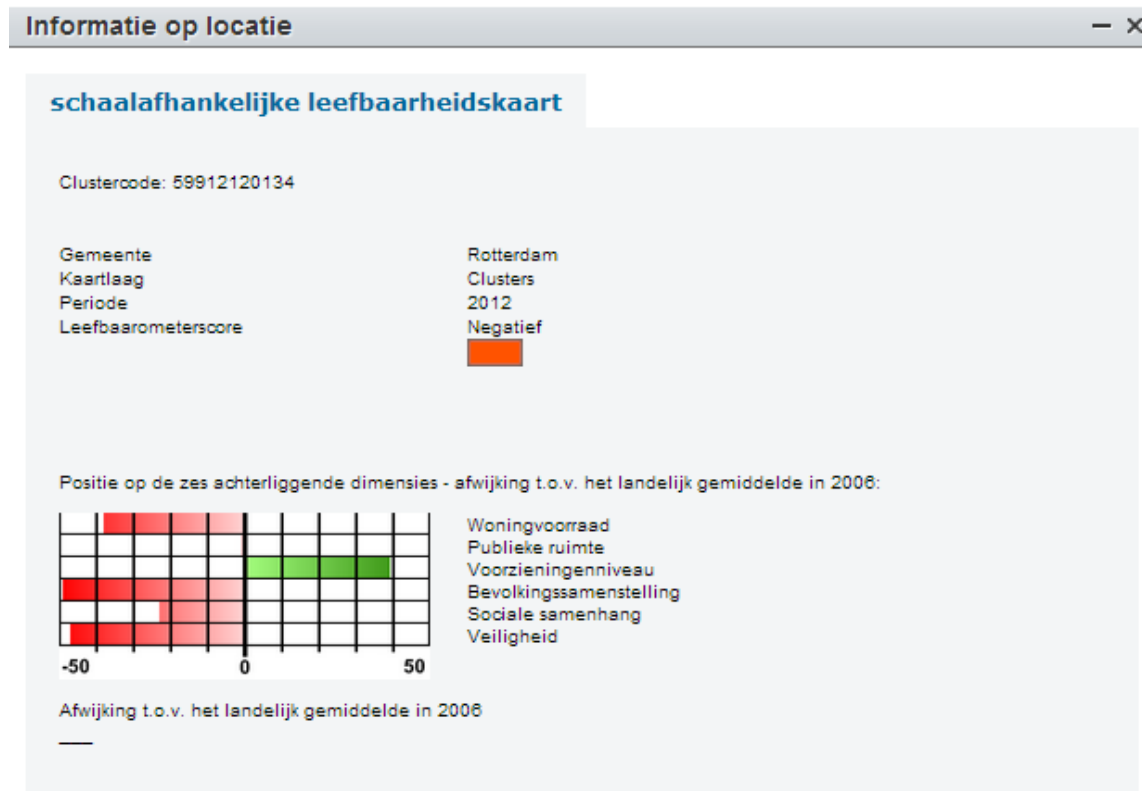 Informatie op locatie
schaalafhankelijke leefbaarheidskaart
Clustercode: 59912120134
Gemeente Rotterdam
Kaartlaag Clusters
Periode 2012
Leefbaarometerscore Negatief
Positie op de zes achterliggende dimensies - afwijking t.o.v. het landelijk gemiddelde in 2006:
Woningvoorraad
Publieke ruimte
Voorzieningenniveau
Bevolkingssamenstelling
Sociale samenhang
Veiligheid
-50 0 50
Afwijking t.o.v. het landelijk gemiddelde in 2006